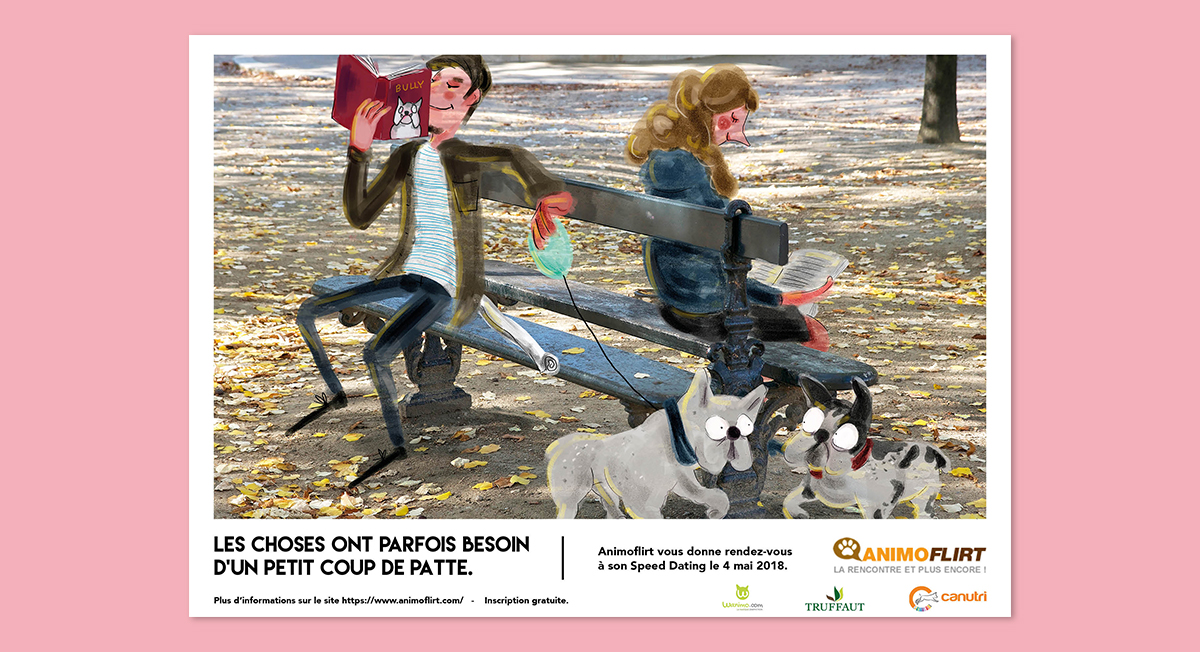 BULLY
LES CHOSES ONT PARFOIS BESOIN
D'UN PETIT COUP DE PATTE.
Animoflirt vous donne rendez-vous
à son Speed Dating le 4 mai 2018.
ANIMOFLIRT
LA RENCONTRE ET PLUS ENCORE !
Plus d'informations sur le site https://www.animoflirt.com/ - Inscription gratuite.
TRUFFAUT
canutri